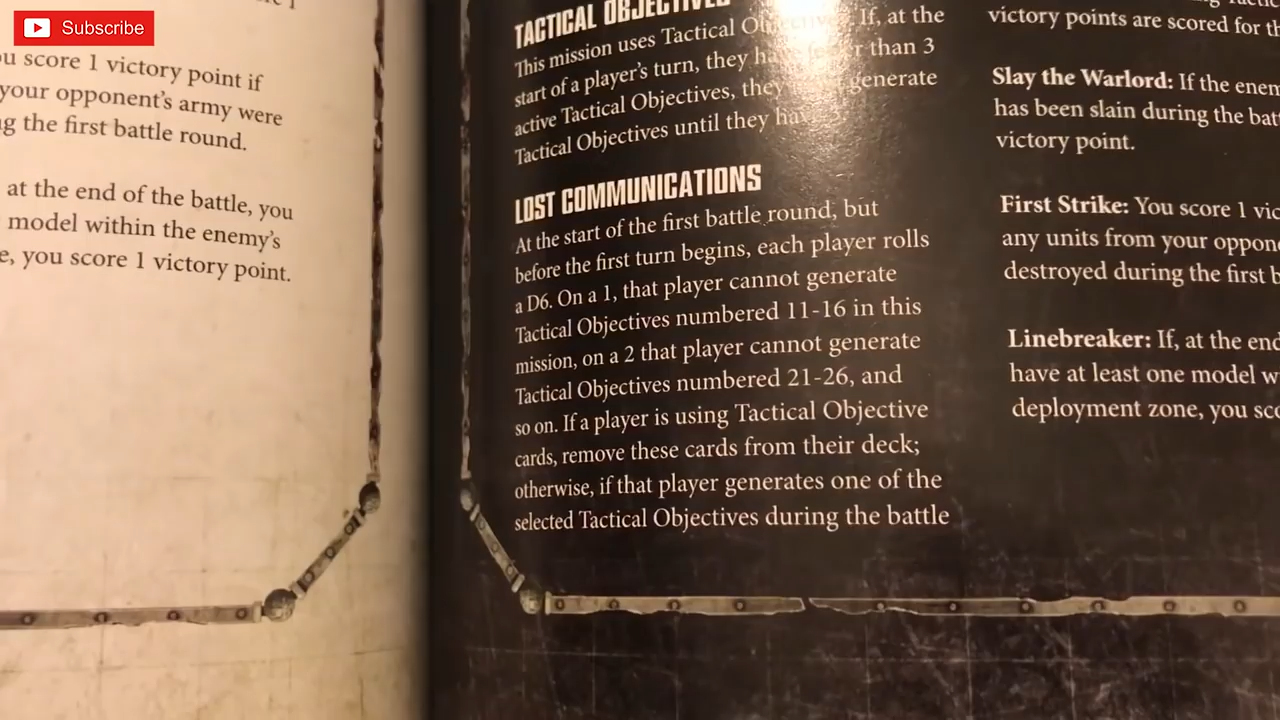 Subscribe
u score 1 victory point if
your opponent's army were
g the first battle round.
at the end of the battle, you
model within the enemy's
e, you score 1 victory point.
TACTICAL OBJECTIVES
This mission uses Tactical Objectives. If, at the
start of a player's turn, they have fewer than 3
active Tactical Objectives, they generate
Tactical Objectives until they have 3.
LOST COMMUNICATIONS
At the start of the first battle round, but
before the first turn begins, each player rolls
a D6. On a 1, that player cannot generate
Tactical Objectives numbered 11-16 in this
mission, on a 2 that player cannot generate
Tactical Objectives numbered 21-26, and
so on. If a player is using Tactical Objective
cards, remove these cards from their deck;
otherwise, if that player generates one of the
selected Tactical Objectives during the battle
victory points are scored for th
Slay the Warlord: If the enem
has been slain during the bat
victory point.
First Strike: You score 1 vic
any units from your oppon
destroyed during the first b
Linebreaker: If, at the end
have at least one model w
deployment zone, you sco